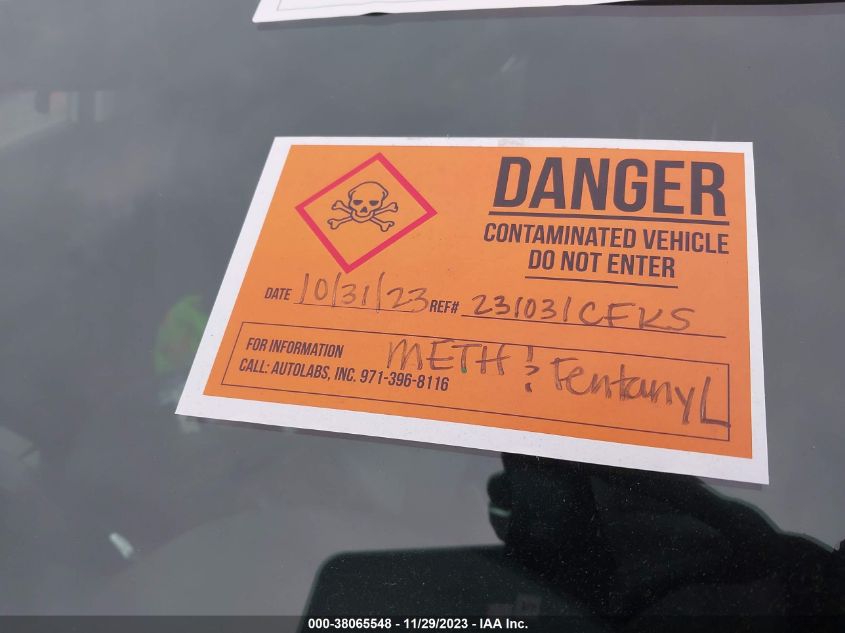 DANGER
CONTAMINATED VEHICLE
DO NOT ENTER
DATE 10/31/23 REF# 231031CFKS
FOR INFORMATION
CALL: AUTOLABS, INC. 971-396-8116
METH & FentanyL
000-38065548 - 11/29/2023 - IAA Inc.